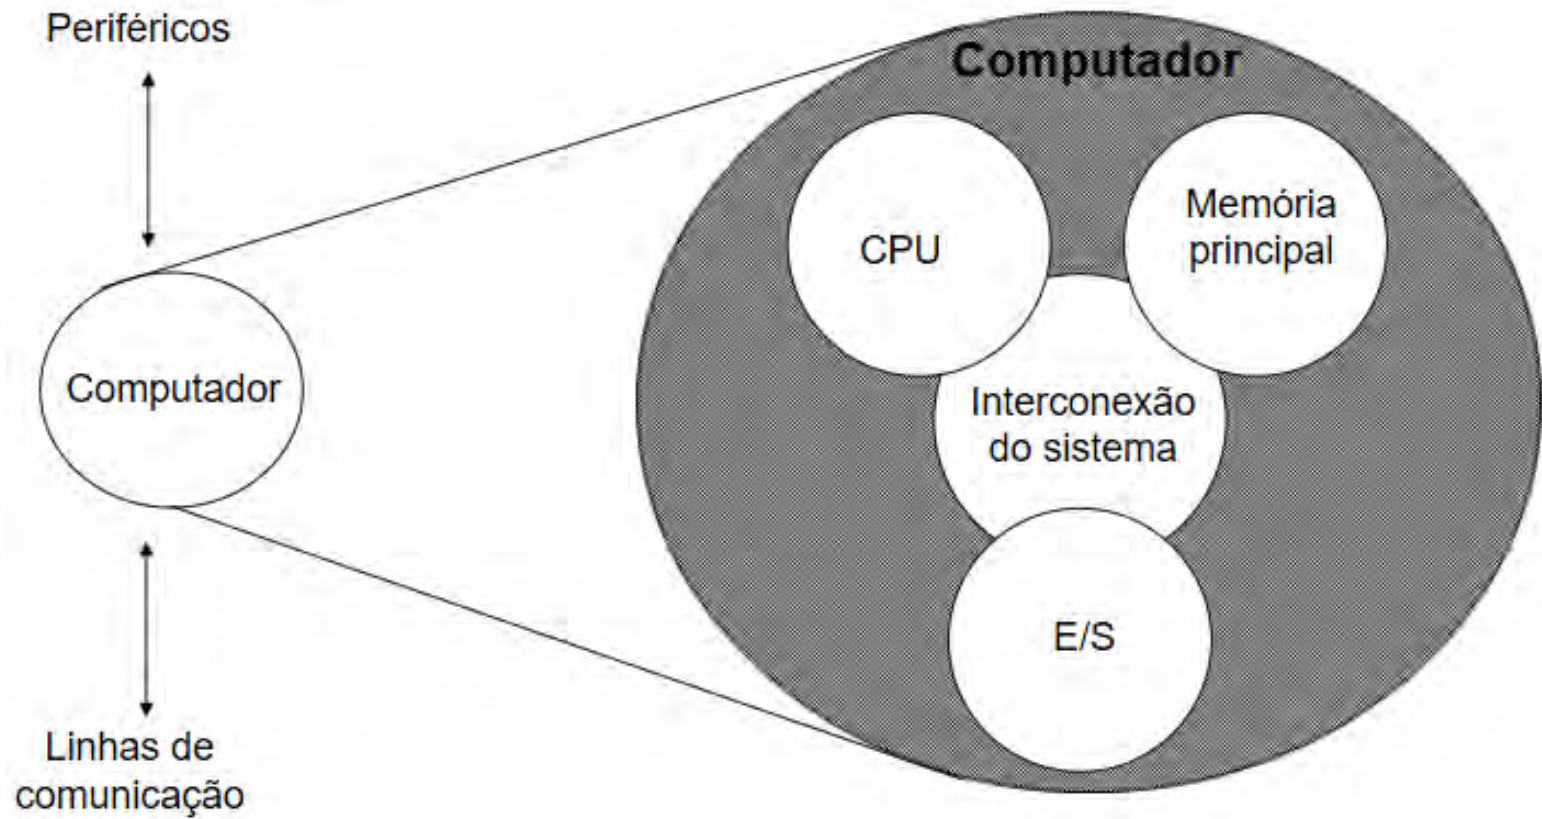 Periféricos
Computador
Linhas de
comunicação
Computador
CPU
Memória
principal
Interconexão
do sistema
E/S